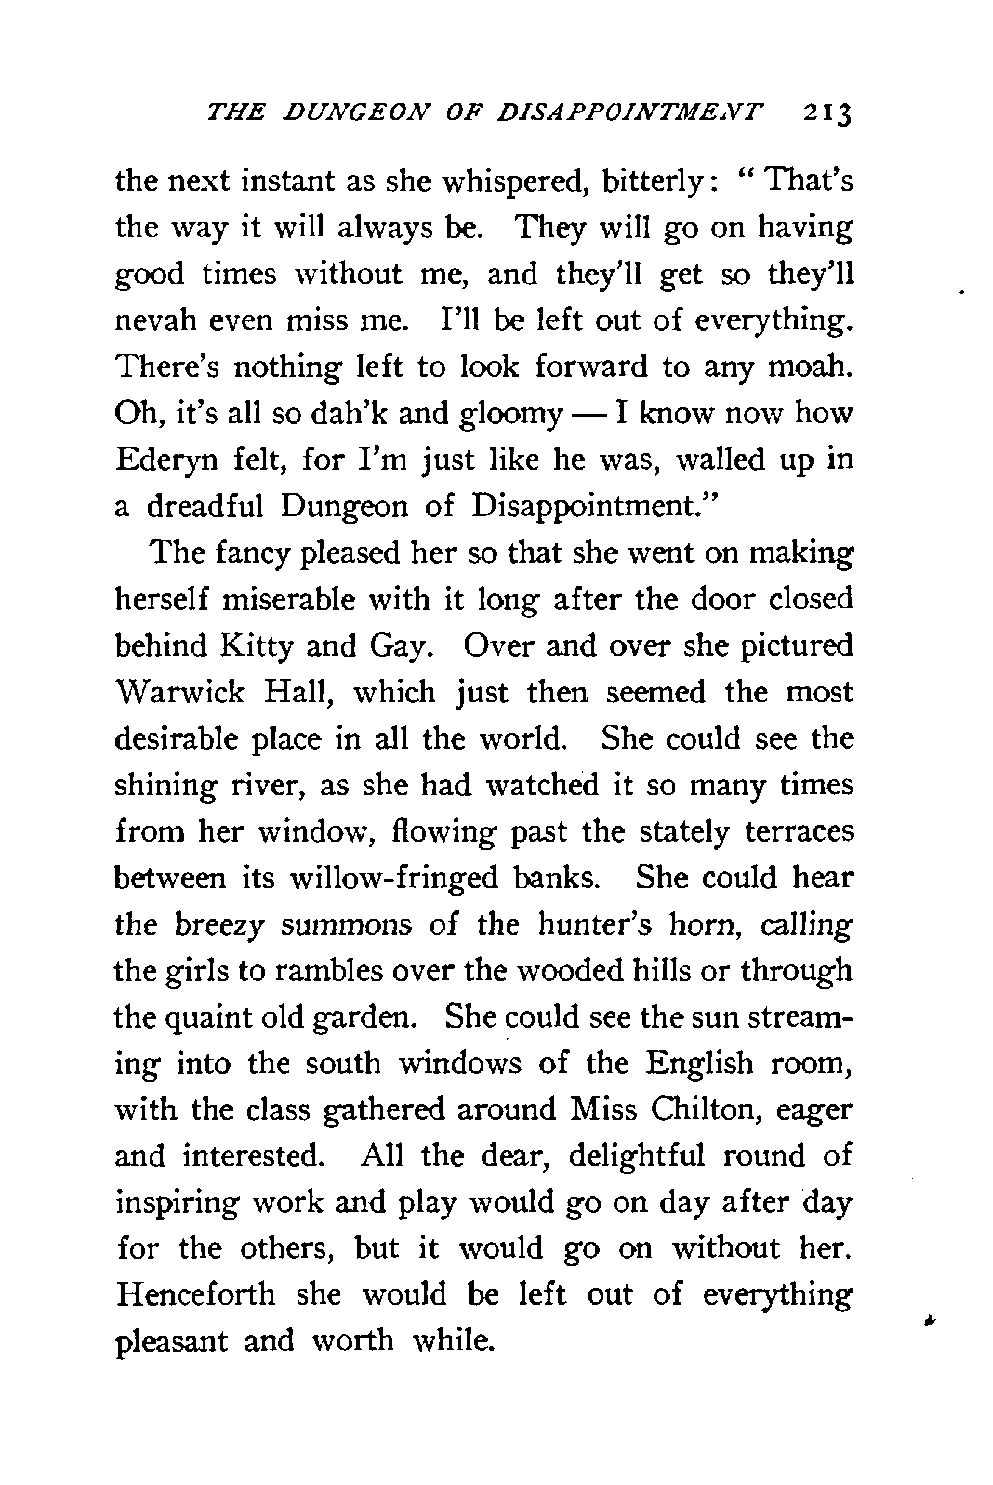 THE DUNGEON OF DISAPPOINTMENT 213
the next instant as she whispered, bitterly: “ That’s
the way it will always be. They will go on having
good times without me, and they’ll get so they’ll
nevah even miss me. I’ll be left out of everything.
There’s nothing left to look forward to any moah.
Oh, it’s all so dah’k and gloomy — I know now how
Ederyn felt, for I’m just like he was, walled up in
a dreadful Dungeon of Disappointment.”
The fancy pleased her so that she went on making
herself miserable with it long after the door closed
behind Kitty and Gay. Over and over she pictured
Warwick Hall, which just then seemed the most
desirable place in all the world. She could see the
shining river, as she had watched it so many times
from her window, flowing past the stately terraces
between its willow-fringed banks. She could hear
the breezy summons of the hunter’s horn, calling
the girls to rambles over the wooded hills or through
the quaint old garden. She could see the sun stream-
ing into the south windows of the English room,
with the class gathered around Miss Chilton, eager
and interested. All the dear, delightful round of
inspiring work and play would go on day after day
for the others, but it would go on without her.
Henceforth she would be left out of everything
pleasant and worth while.